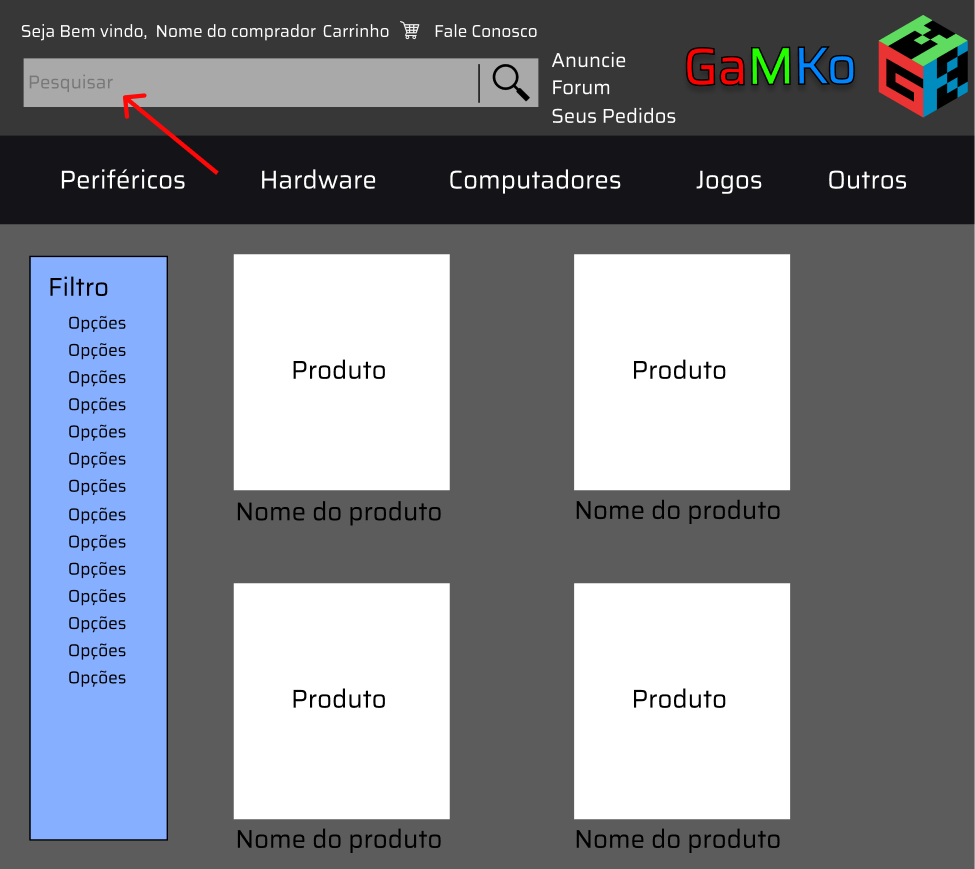 Seja Bem vindo, Nome do comprador Carrinho Fale Conosco
Pesquisar
Anuncie
Forum
Seus Pedidos
GaMKo
Periféricos Hardware Computadores Jogos Outros
Filtro
Opções
Opções
Opções
Opções
Opções
Opções
Opções
Opções
Opções
Opções
Opções
Opções
Opções
Opções
Produto Produto
Nome do produto Nome do produto
Produto Produto
Nome do produto Nome do produto